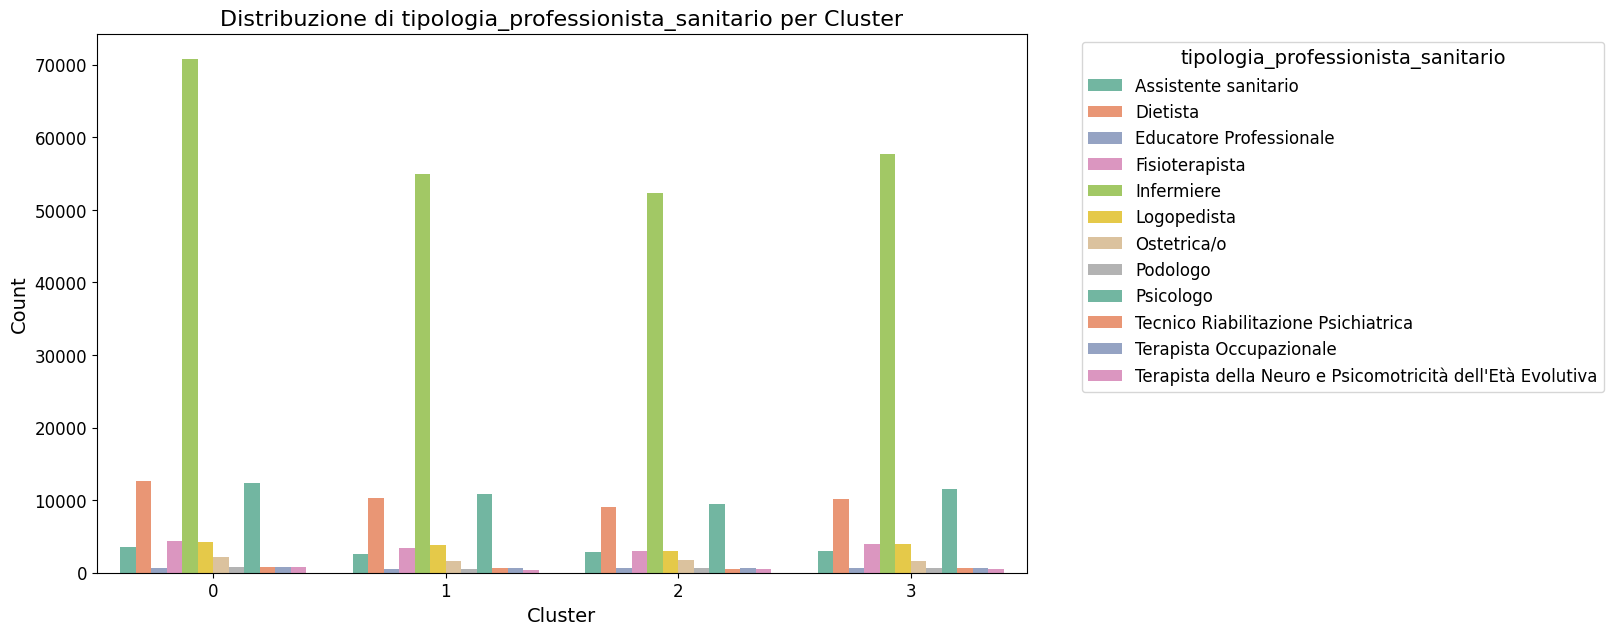 Distribuzione di tipologia_professionista_sanitario per Cluster
70000
60000
50000
40000
30000
20000
10000
0
Count
0 1 2 3
Cluster
tipologia_professionista_sanitario
Assistente sanitario
Dietista
Educatore Professionale
Fisioterapista
Infermiere
Logopedista
Ostetrica/o
Podologo
Psicologo
Tecnico Riabilitazione Psichiatrica
Terapista Occupazionale
Terapista della Neuro e Psicomotricità dell'Età Evolutiva